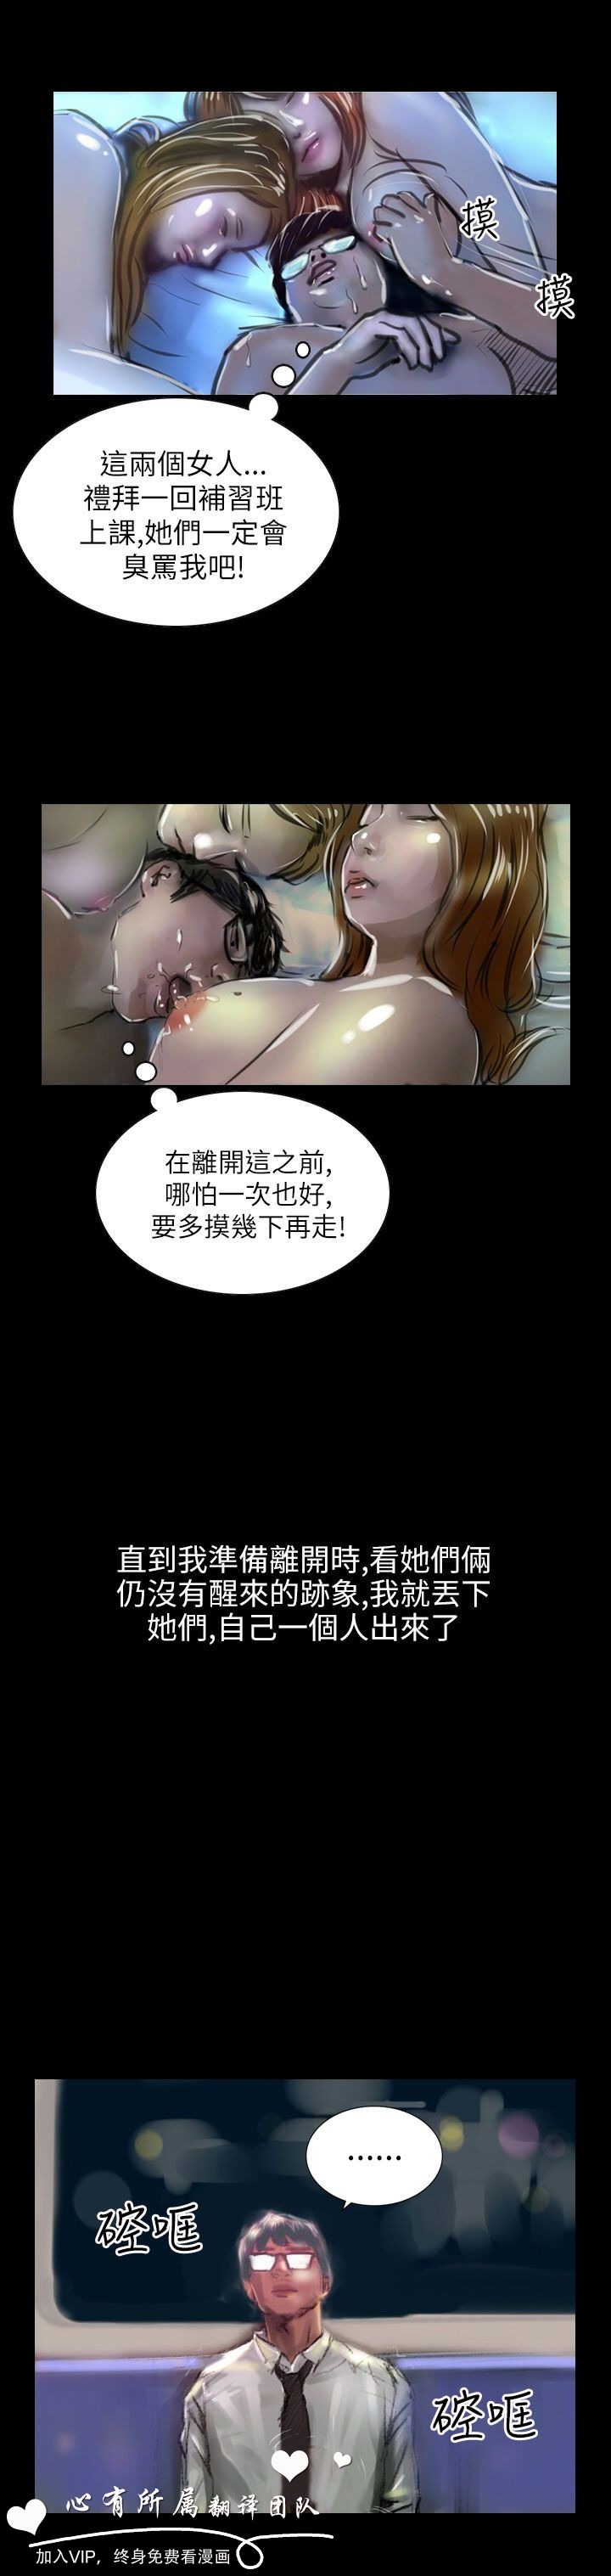 摸
摸
這兩個女人...
禮拜一回補習班
上課,她們一定會
臭罵我吧!
在離開這之前,
哪怕一次也好,
要多摸幾下再走!
直到我準備離開時,看她們倆
仍沒有醒來的跡象,我就丟下
她們,自己一個人出來了
......
硿哐
硿哐
心有所属翻译团队
加入VIP，终身免费看漫画